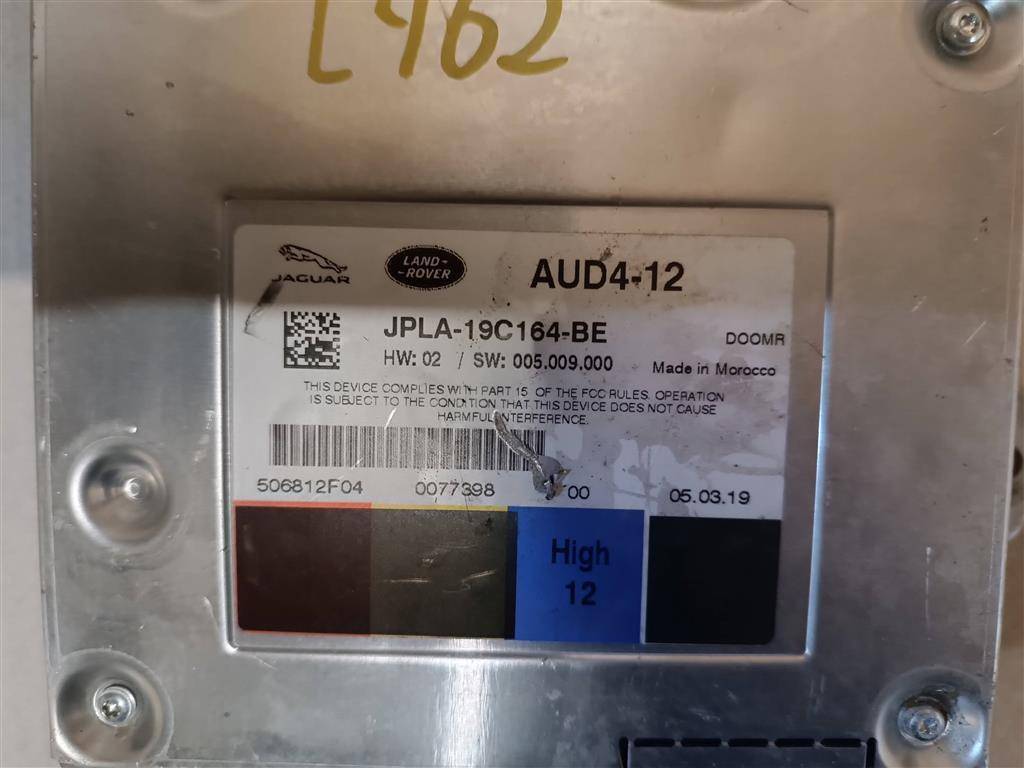 L462
JAGUAR
LAND-
-ROVER
AUD4-12
JPLA-19C164-BE
DOOMR
HW: 02 / SW: 005.009.000
Made in Morocco
THIS DEVICE COMPLIES WITH PART 15 OF THE FCC RULES. OPERATION
IS SUBJECT TO THE CONDITION THAT THIS DEVICE DOES NOT CAUSE
HARMFUL INTERFERENCE.
506812F04 0077398 00 05.03.19
High
12